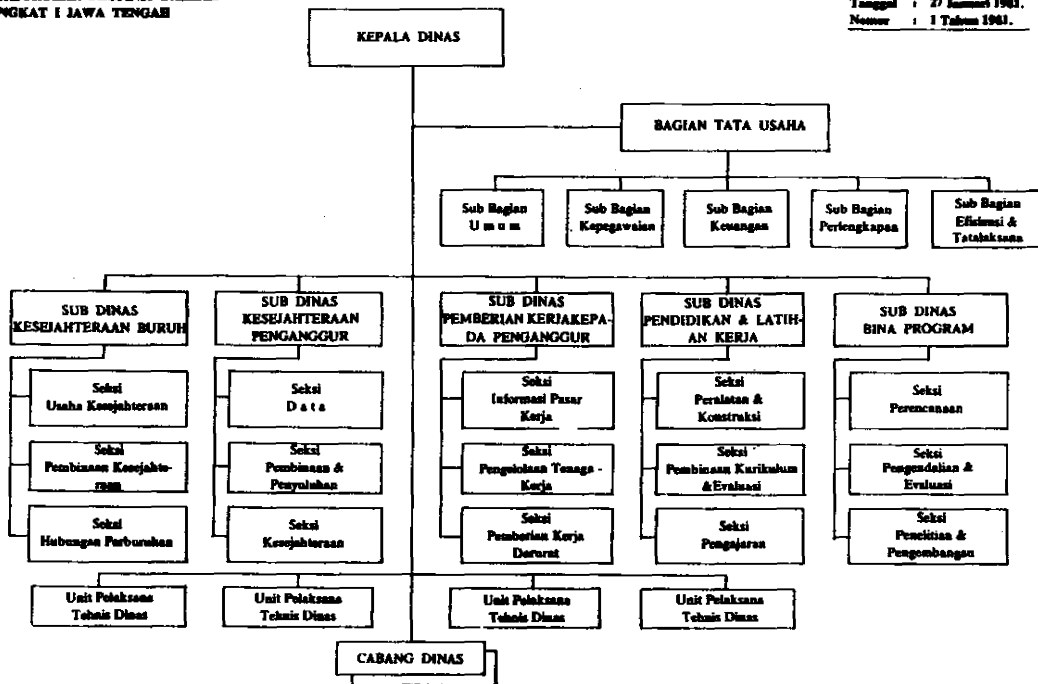 TINGKAT I JAWA TENGAH
Tanggal : 27 Januari 1981.
Nomor : 1 Tahun 1981.
KEPALA DINAS
BAGIAN TATA USAHA
Sub Bagian
U m u m
Sub Bagian
Kepegawaian
Sub Bagian
Keuangan
Sub Bagian
Perlengkapan
Sub Bagian
Efisiensi &
Tatalaksana
SUB DINAS
KESEJAHTERAAN BURUH
SUB DINAS
KESEJAHTERAAN
PENGANGGUR
SUB DINAS
PEMBERIAN KERJAKEPA-
DA PENGANGGUR
SUB DINAS
PENDIDIKAN & LATIH-
AN KERJA
SUB DINAS
BINA PROGRAM
Seksi
Usaha Kesejahteraan
Seksi
D a t a
Seksi
Informasi Pasar
Kerja
Seksi
Peralatan &
Konstruksi
Seksi
Perencanaan
Seksi
Pembinaan Kesejahte-
raan
Seksi
Pembinaan &
Penyuluhan
Seksi
Pengelolaan Tenaga -
Kerja
Seksi
Pembinaan Kurikulum
&Evaluasi
Seksi
Pengendalian &
Evaluasi
Seksi
Hubungan Perburuhan
Seksi
Kesejahteraan
Seksi
Pemberian Kerja
Darurat
Seksi
Pengajaran
Seksi
Penelitian &
Pengembangan
Unit Pelaksana
Tehnis Dinas
Unit Pelaksana
Tehnis Dinas
Unit Pelaksana
Tehnis Dinas
Unit Pelaksana
Tehnis Dinas
CABANG DINAS